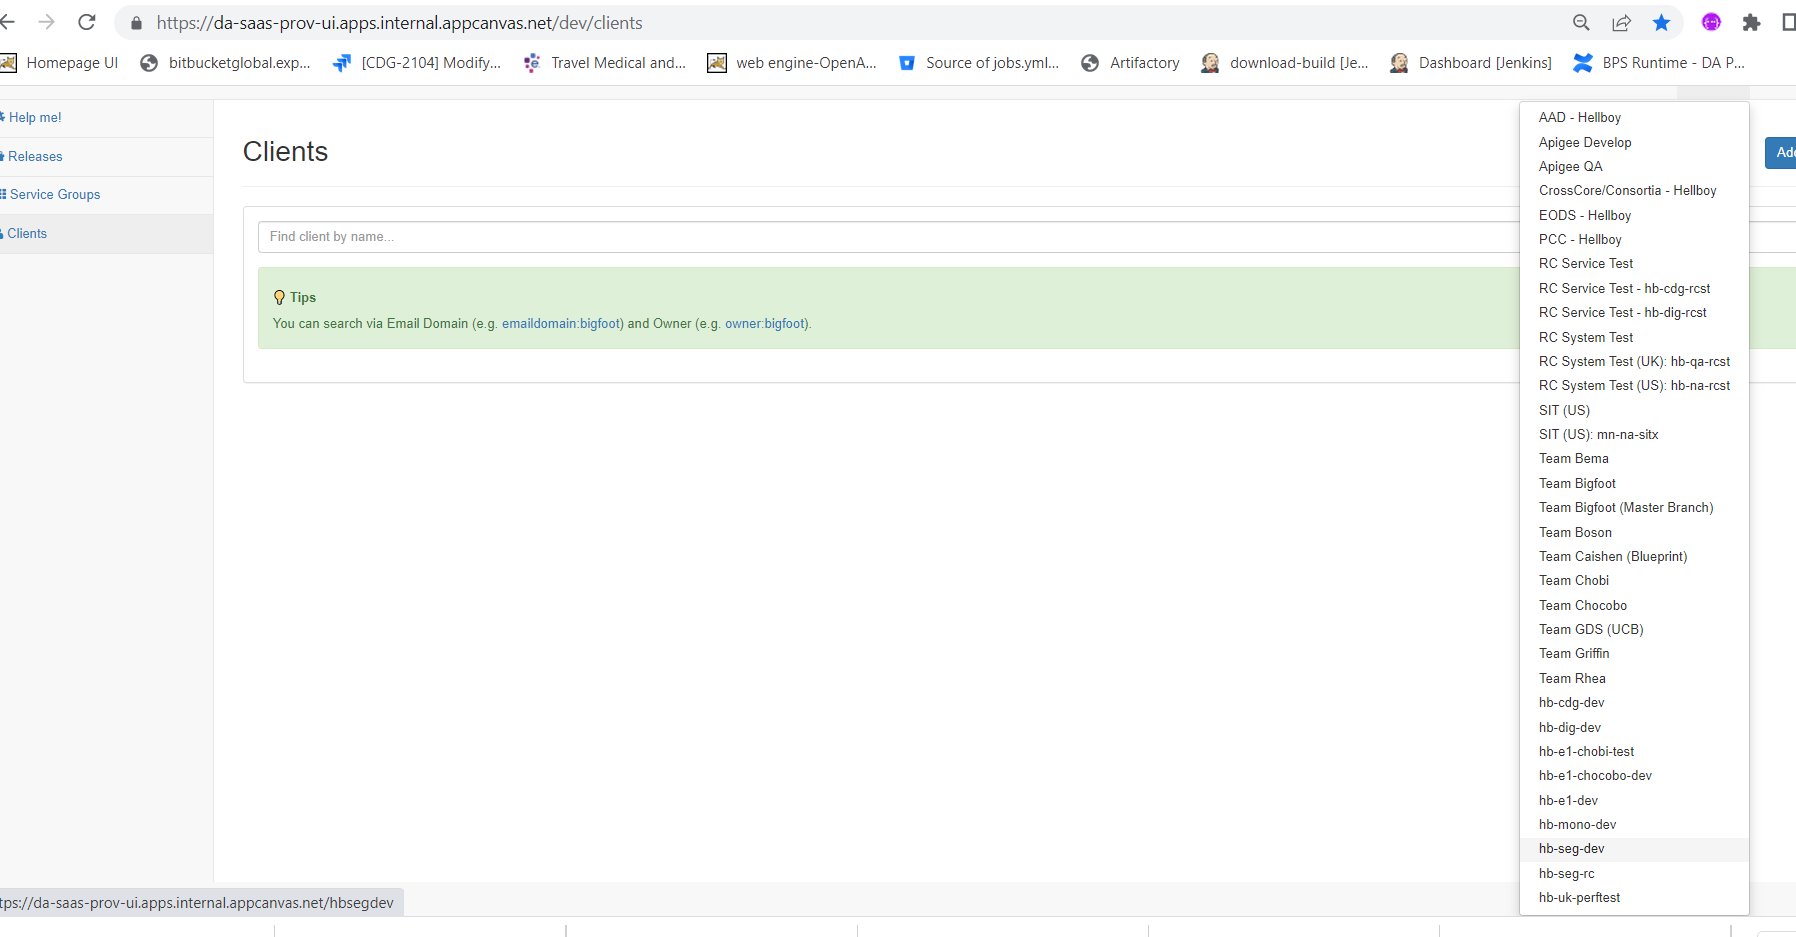 https://da-saas-prov-ui.apps.internal.appcanvas.net/dev/clients
Homepage UI bitbucketglobal.exp... [CDG-2104] Modify,... Travel Medical and... web engine-OpenA... Source of jobs.yml... Artifactory download-build [Je... Dashboard [Jenkins] BPS Runtime - DA P...
Help me!
Releases
Service Groups
Clients
Clients
Add
Find client by name...
Tips
You can search via Email Domain (e.g. emaildomain:bigfoot) and Owner (e.g. owner:bigfoot).
AAD - Hellboy
Apigee Develop
Apigee QA
CrossCore/Consortia - Hellboy
EODS - Hellboy
PCC - Hellboy
RC Service Test
RC Service Test - hb-cdg-rcst
RC Service Test - hb-dig-rcst
RC System Test
RC System Test (UK): hb-qa-rcst
RC System Test (US): hb-na-rcst
SIT (US)
SIT (US): mn-na-sitx
Team Bema
Team Bigfoot
Team Bigfoot (Master Branch)
Team Boson
Team Caishen (Blueprint)
Team Chobi
Team Chocobo
Team GDS (UCB)
Team Griffin
Team Rhea
hb-cdg-dev
hb-dig-dev
hb-e1-chobi-test
hb-e1-chocobo-dev
hb-e1-dev
hb-mono-dev
hb-seg-dev
hb-seg-rc
hb-uk-perftest
tps://da-saas-prov-ui.apps.internal.appcanvas.net/hbsegdev